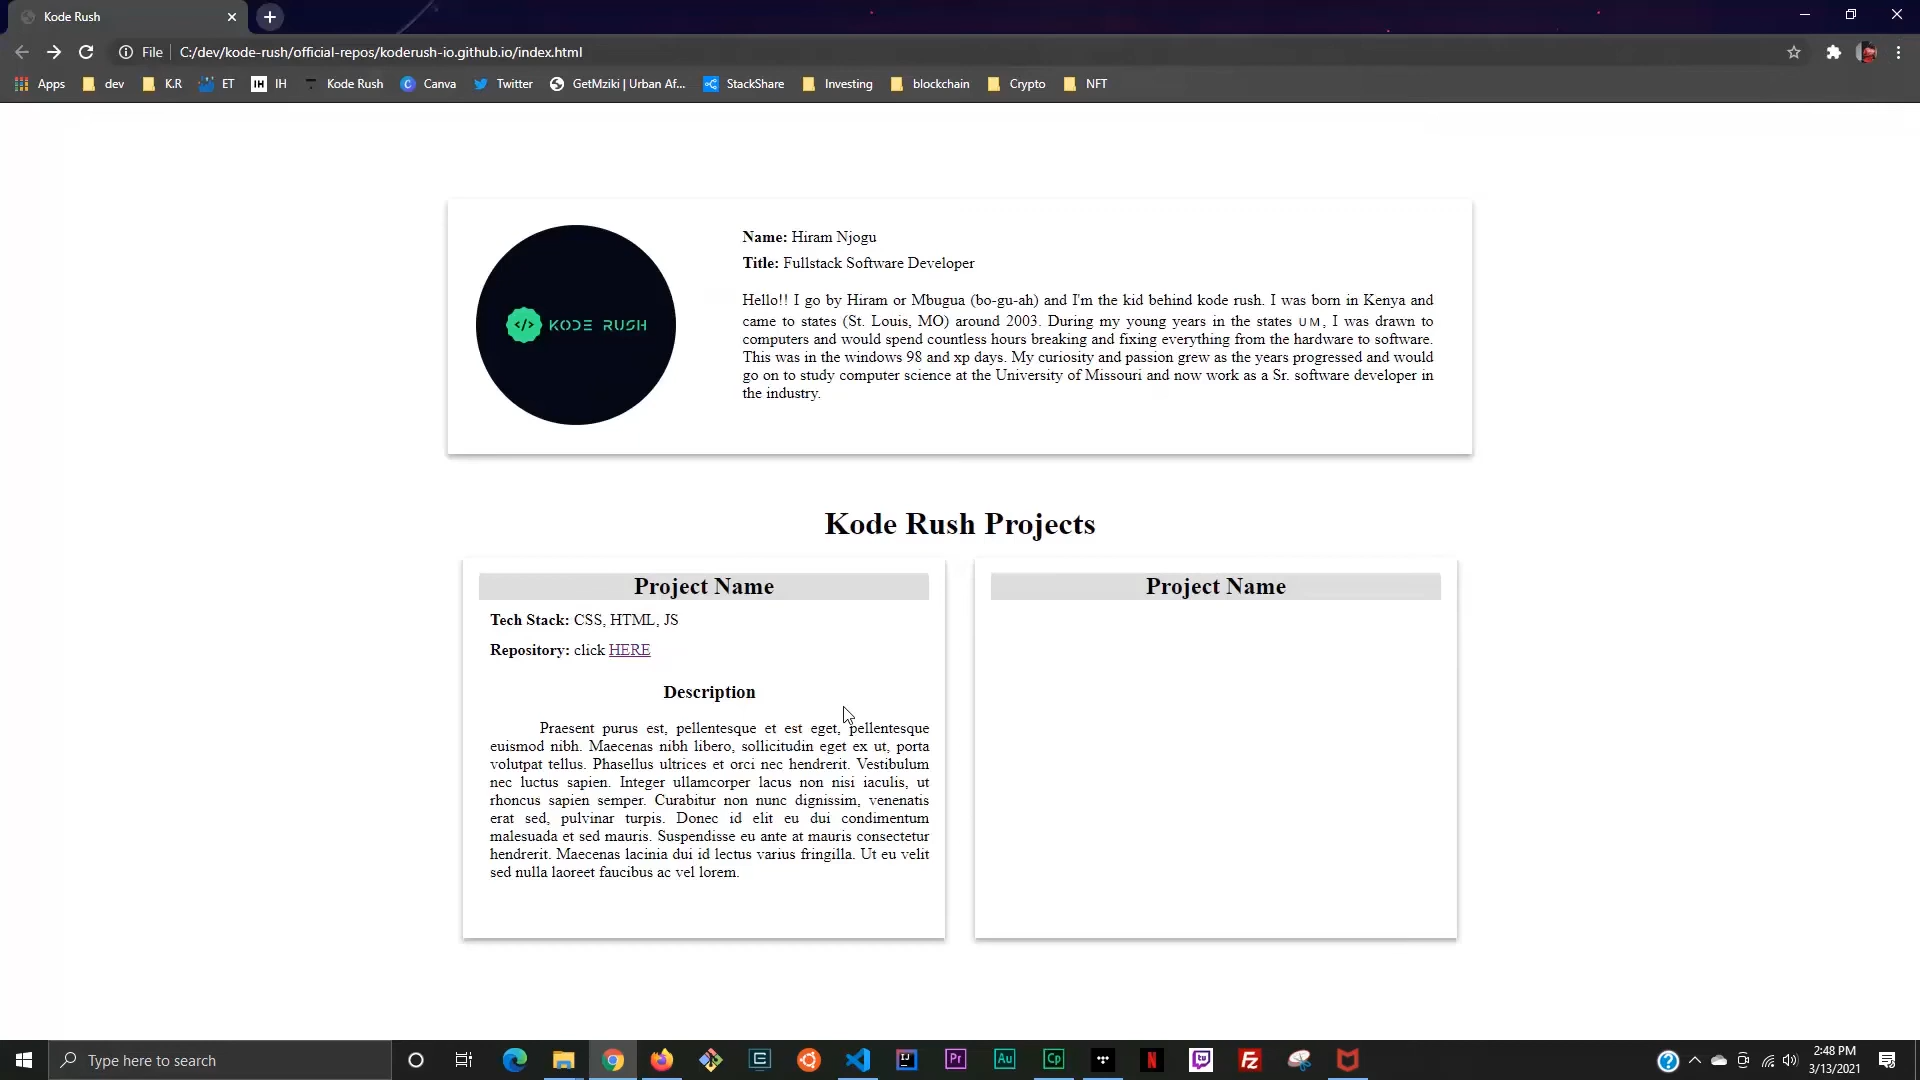 Kode Rush
File
C:/dev/kode-rush/official-repos/koderush-io.github.io/index.html
Apps
dev
K.R
ET
IH
IH
Kode Rush
C
Canva
Twitter
GetMziki | Urban Af...
StackShare
Investing
blockchain
Crypto
NFT
</> KODE RUSH
Name: Hiram Njogu
Title: Fullstack Software Developer
Hello!! I go by Hiram or Mbugua (bo-gu-ah) and I'm the kid behind kode rush. I was born in Kenya and
came to states (St. Louis, MO) around 2003. During my young years in the states U M, I was drawn to
computers and would spend countless hours breaking and fixing everything from the hardware to software.
This was in the windows 98 and xp days. My curiosity and passion grew as the years progressed and would
go on to study computer science at the University of Missouri and now work as a Sr. software developer in
the industry.
Kode Rush Projects
Project Name
Tech Stack: CSS, HTML, JS
Repository: click HERE
Description
Praesent purus est, pellentesque et est eget, pellentesque
euismod nibh. Maecenas nibh libero, sollicitudin eget ex ut, porta
volutpat tellus. Phasellus ultrices et orci nec hendrerit. Vestibulum
nec luctus sapien. Integer ullamcorper lacus non nisi iaculis, ut
rhoncus sapien semper. Curabitur non nunc dignissim, venenatis
erat sed, pulvinar turpis. Donec id elit eu dui condimentum
malesuada et sed mauris. Suspendisse eu ante at mauris consectetur
hendrerit. Maecenas lacinia dui id lectus varius fringilla. Ut eu velit
sed nulla laoreet faucibus ac vel lorem.
Project Name
Type here to search
IJ
Pr
Au
Cp
N
Fz
?
2:48 PM
3/13/2021